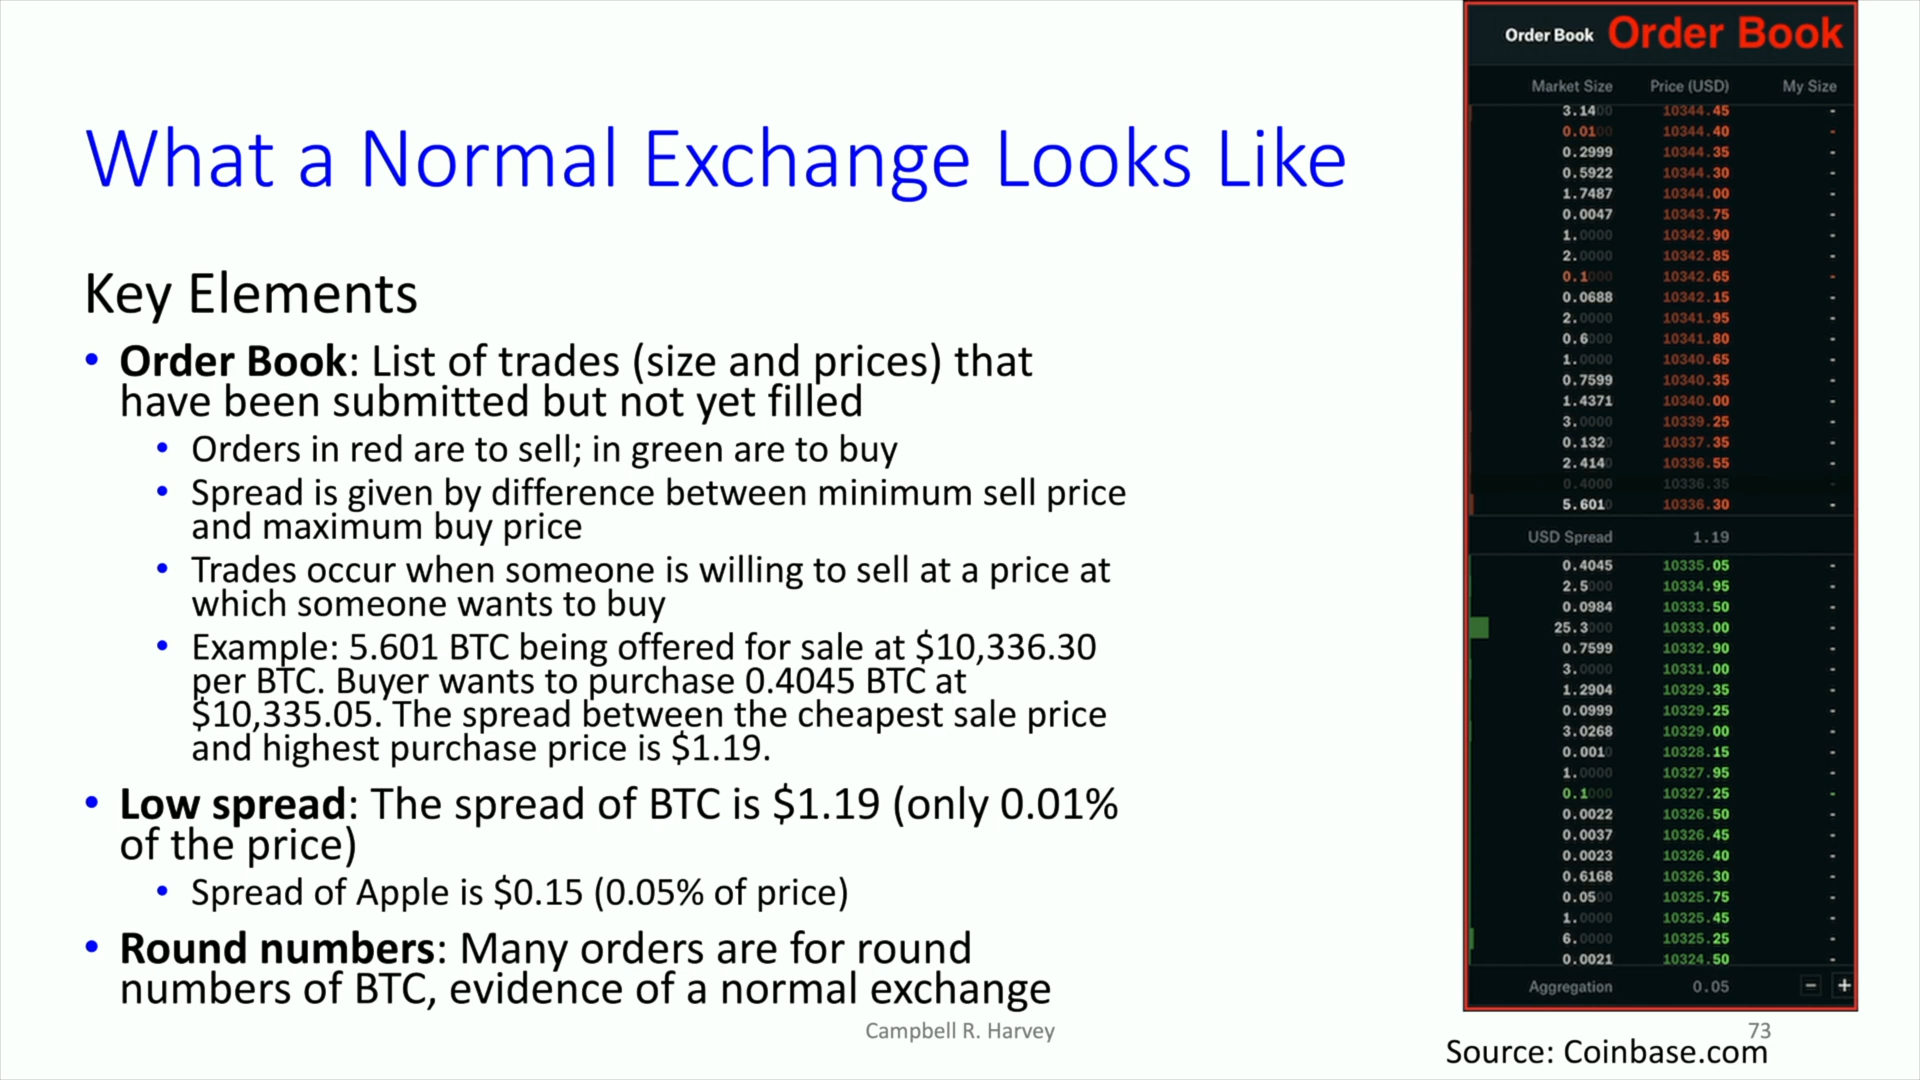 What a Normal Exchange Looks Like
Key Elements
• Order Book: List of trades (size and prices) that
have been submitted but not yet filled
• Orders in red are to sell; in green are to buy
• Spread is given by difference between minimum sell price
and maximum buy price
• Trades occur when someone is willing to sell at a price at
which someone wants to buy
• Example: 5.601 BTC being offered for sale at $10,336.30
per BTC. Buyer wants to purchase 0.4045 BTC at
$10,335.05. The spread between the cheapest sale price
and highest purchase price is $1.19.
• Low spread: The spread of BTC is $1.19 (only 0.01%
of the price)
• Spread of Apple is $0.15 (0.05% of price)
• Round numbers: Many orders are for round
numbers of BTC, evidence of a normal exchange
Order Book Order Book
Market Size Price (USD) My Size
3.1400 10344.45 -
0.0100 10344.40 -
0.2999 10344.35 -
0.5922 10344.30 -
1.7487 10344.00 -
0.0047 10343.75 -
1.0000 10342.90 -
2.0000 10342.85 -
0.1000 10342.65 -
0.0688 10342.15 -
2.0000 10341.95 -
0.6000 10341.80 -
1.0000 10340.65 -
0.7599 10340.35 -
1.4371 10340.00 -
3.0000 10339.25 -
0.1320 10337.35 -
2.4140 10336.55 -
0.4000 10336.35 -
5.6010 10336.30 -
USD Spread 1.19
0.4045 10335.05 -
2.5000 10334.95 -
0.0984 10333.50 -
25.3000 10333.00 -
0.7599 10332.90 -
3.0000 10331.00 -
1.2904 10329.35 -
0.0999 10329.25 -
3.0268 10329.00 -
0.0010 10328.15 -
1.0000 10327.95 -
0.1000 10327.25 -
0.0022 10326.50 -
0.0037 10326.45 -
0.0023 10326.40 -
0.6168 10326.30 -
0.0500 10325.75 -
1.0000 10325.45 -
6.0000 10325.25 -
0.0021 10324.50 -
Aggregation 0.05 − +
Campbell R. Harvey
73
Source: Coinbase.com